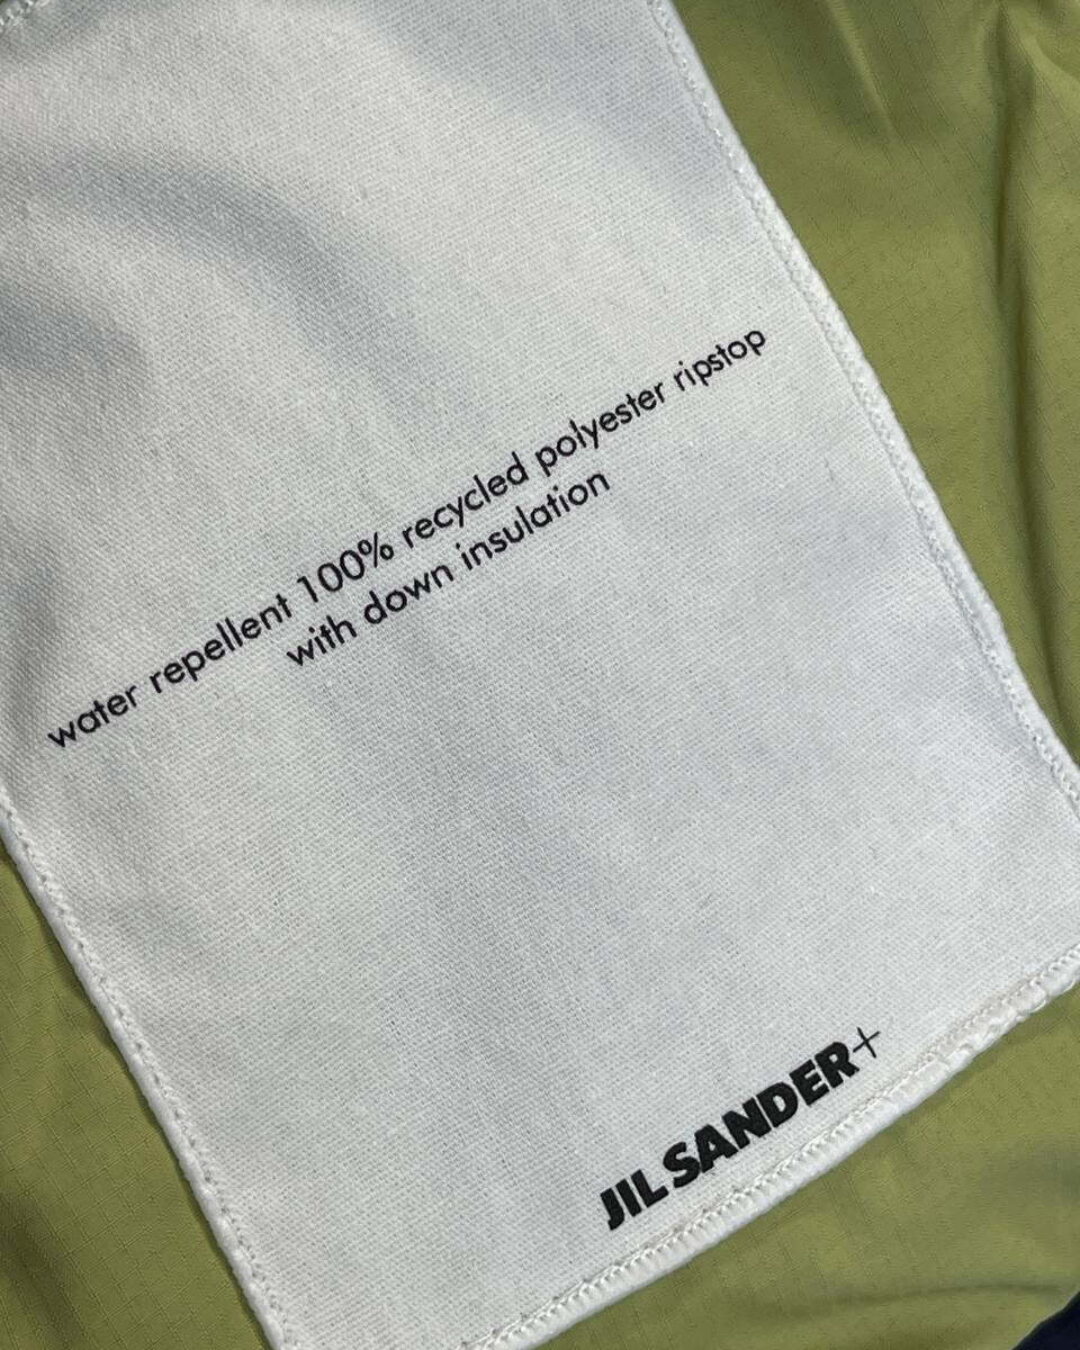 water repellent 100% recycled polyester ripstop
with down insulation
JIL SANDER+